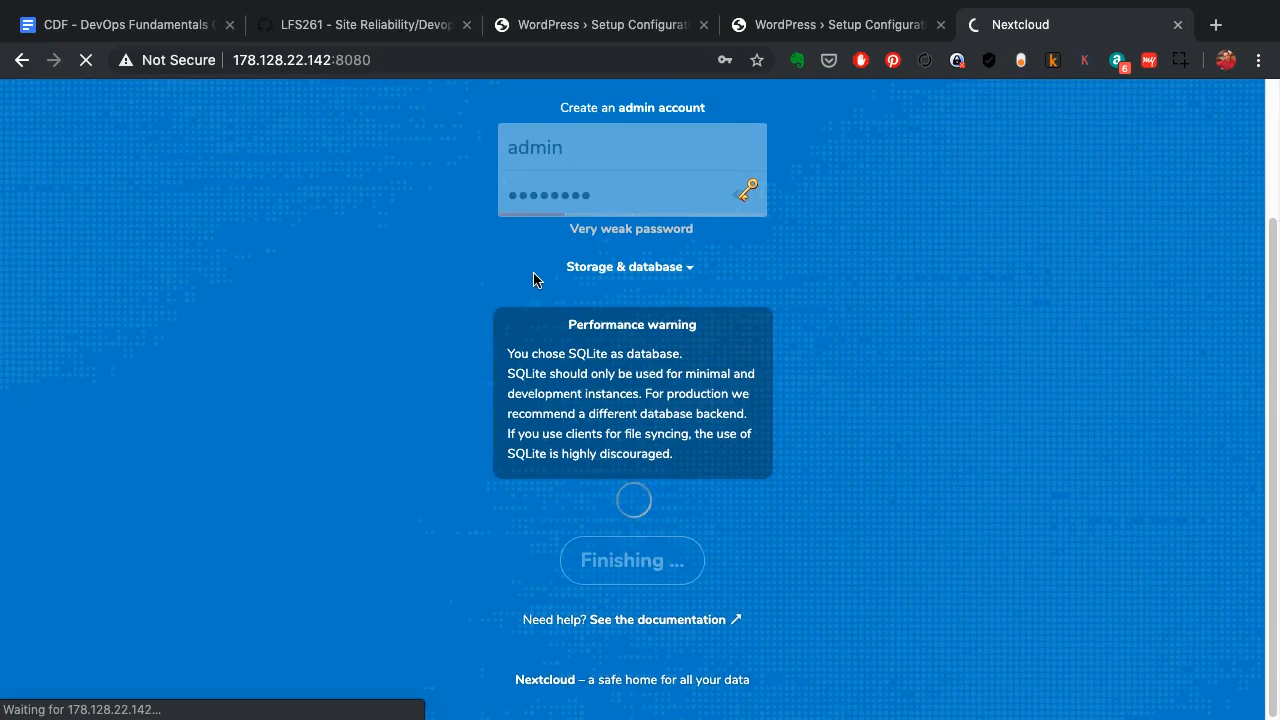 CDF - DevOps Fundamentals
LFS261 - Site Reliability/Devop
WordPress › Setup Configurat
WordPress › Setup Configurat
Nextcloud
Not Secure
178.128.22.142:8080
6
Create an admin account
admin
Very weak password
Storage & database
Performance warning
You chose SQLite as database.
SQLite should only be used for minimal and
development instances. For production we
recommend a different database backend.
If you use clients for file syncing, the use of
SQLite is highly discouraged.
Finishing ...
Need help? See the documentation ↗
Nextcloud – a safe home for all your data
Waiting for 178.128.22.142...